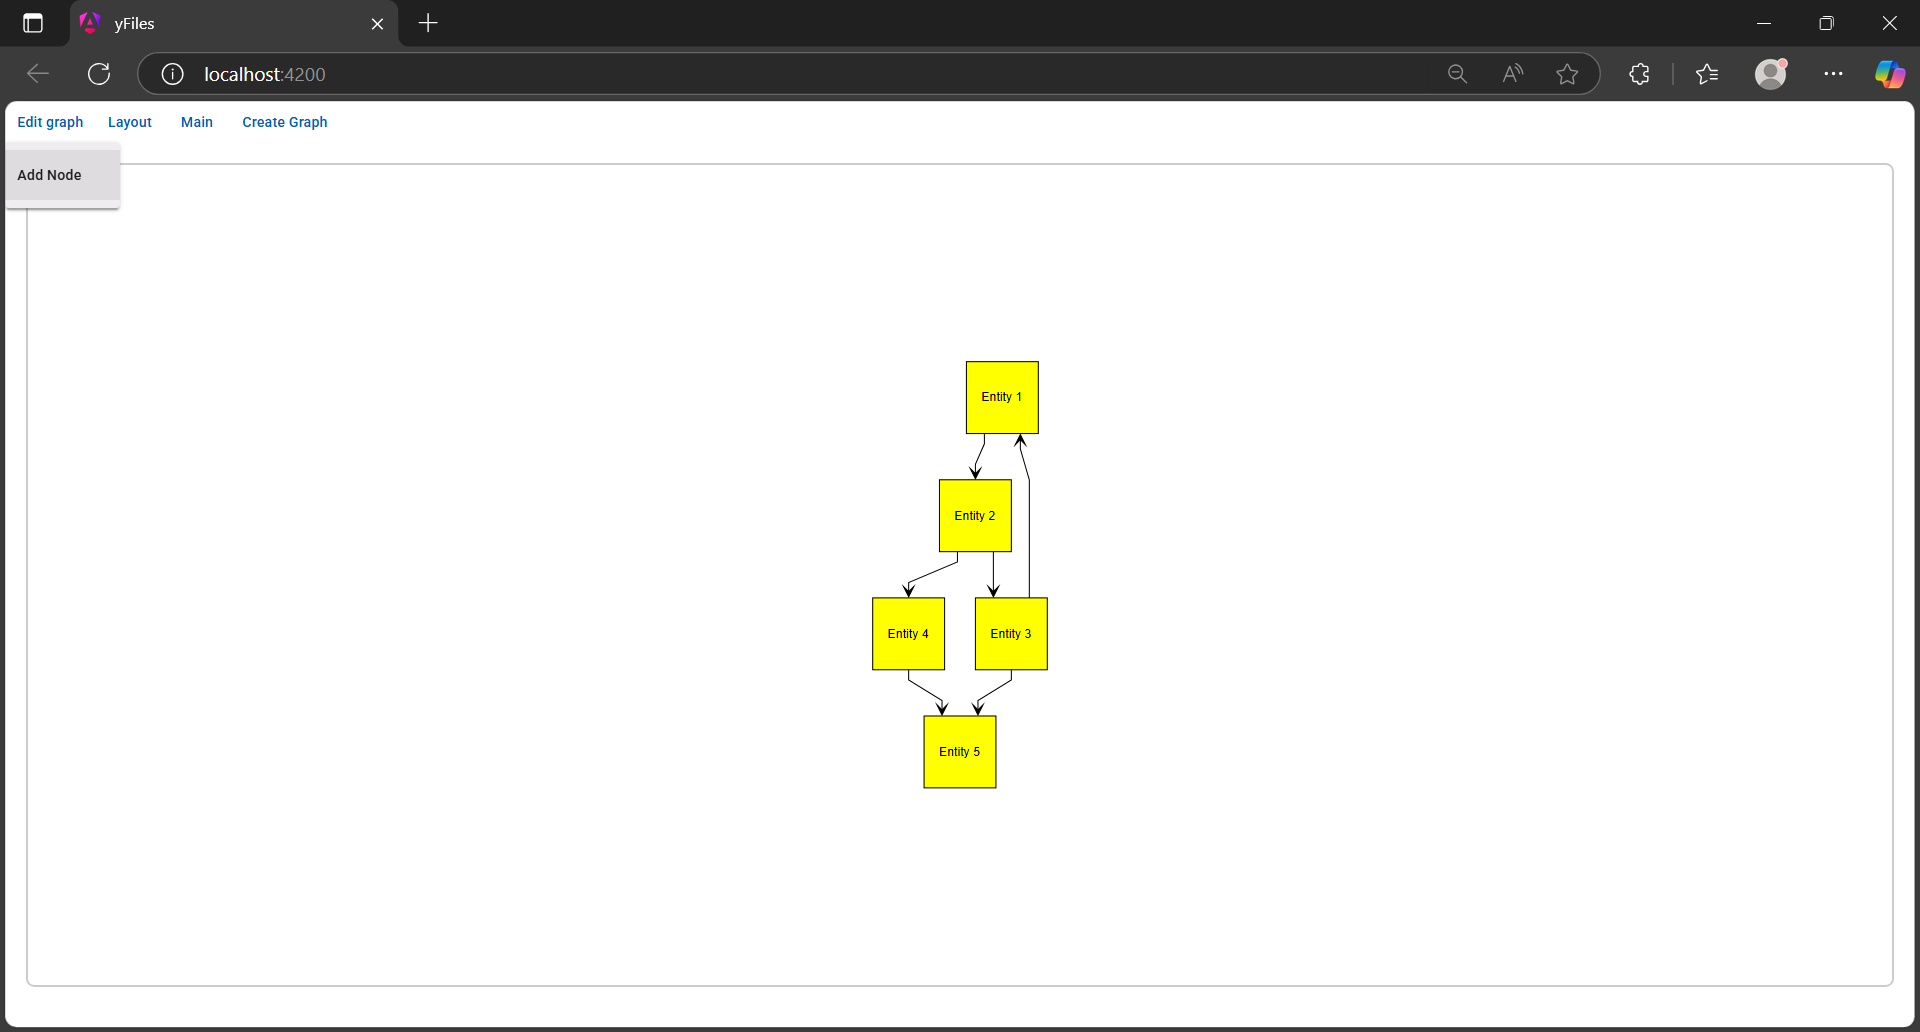 yFiles
localhost:4200
Edit graph Layout Main Create Graph
Add Node
Entity 1
Entity 2
Entity 4 Entity 3
Entity 5